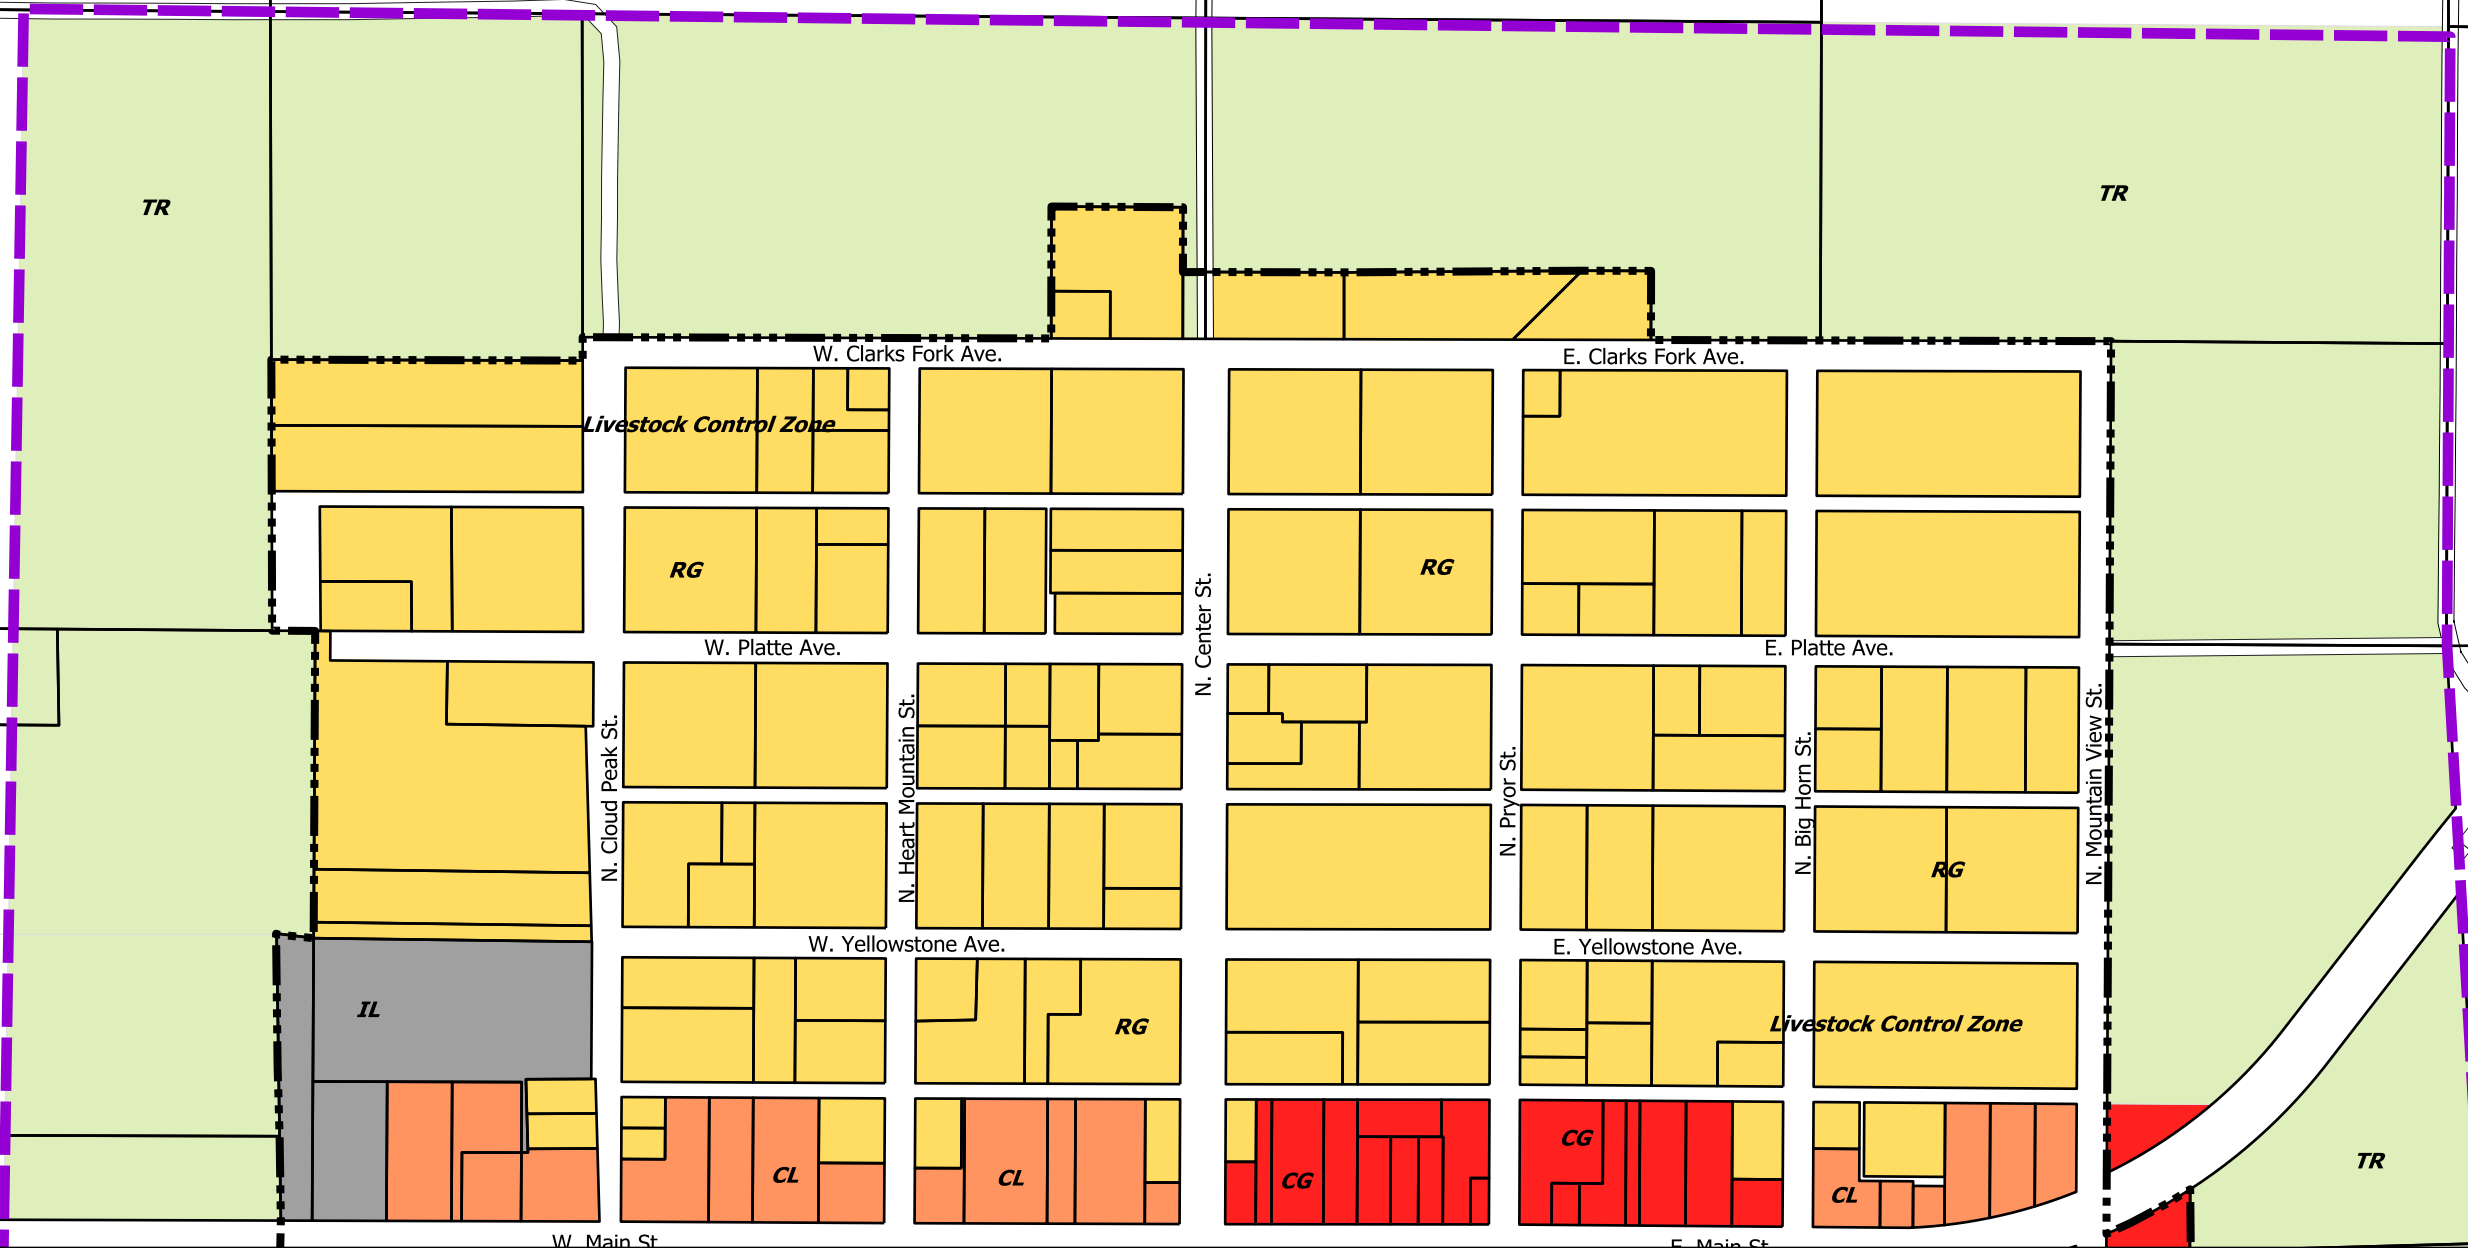 TR
TR
W. Clarks Fork Ave.
E. Clarks Fork Ave.
Livestock Control Zone
RG
RG
N. Center St.
W. Platte Ave.
E. Platte Ave.
N. Cloud Peak St.
N. Heart Mountain St.
N. Pryor St.
N. Big Horn St.
N. Mountain View St.
RG
W. Yellowstone Ave.
E. Yellowstone Ave.
IL
RG
Livestock Control Zone
CL
CL
CG
CG
CL
TR
W. Main St.
E. Main St.